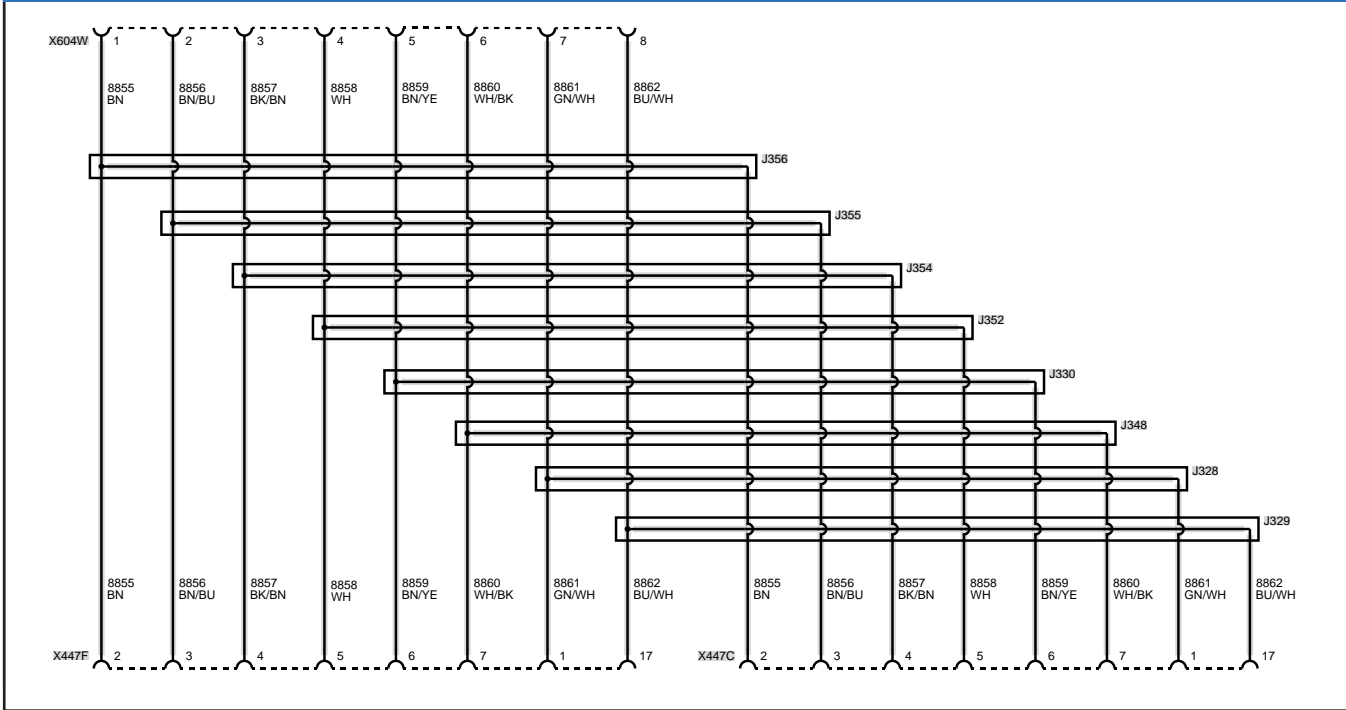 X604W 1 2 3 4 5 6 7 8
8855 8856 8857 8858 8859 8860 8861 8862
BN BN/BU BK/BN WH BN/YE WH/BK GN/WH BU/WH
J356
J355
J354
J352
J330
J348
J328
J329
8855 8856 8857 8858 8859 8860 8861 8862 8855 8856 8857 8858 8859 8860 8861 8862
BN BN/BU BK/BN WH BN/YE WH/BK GN/WH BU/WH BN BN/BU BK/BN WH BN/YE WH/BK GN/WH BU/WH
X447F 2 3 4 5 6 7 1 17 X447C 2 3 4 5 6 7 1 17